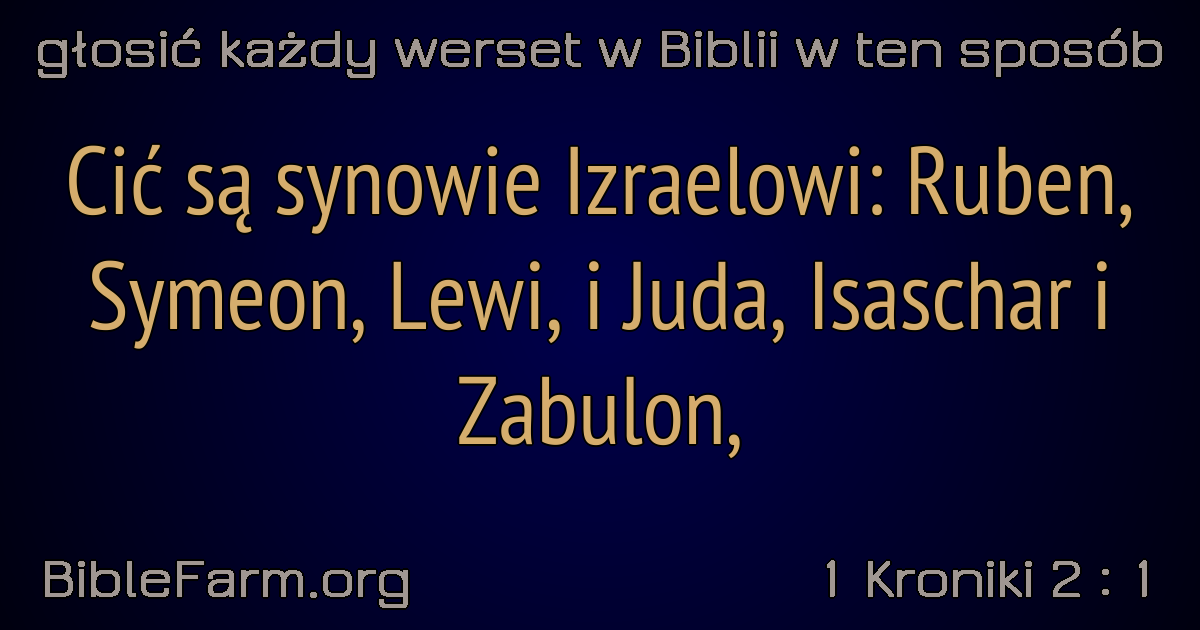 głosić każdy werset w Biblii w ten sposób
Cić są synowie Izraelowi: Ruben,
Symeon, Lewi, i Juda, Isaschar i
Zabulon,
BibleFarm.org
1 Kroniki 2 : 1